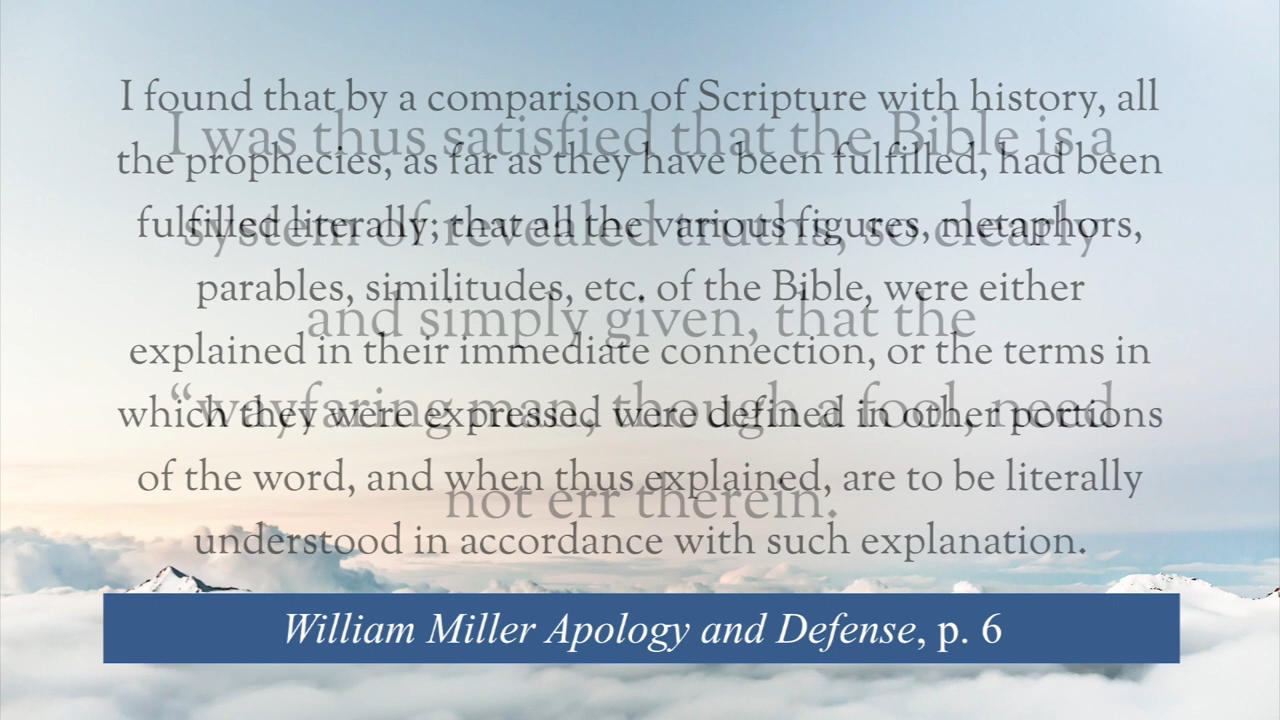 I found that by a comparison of Scripture with history, all
the prophecies, as far as they have been fulfilled, had been
fulfilled literally; that all the various figures, metaphors,
parables, similitudes, etc. of the Bible, were either
explained in their immediate connection, or the terms in
which they were expressed were defined in other portions
of the word, and when thus explained, are to be literally
understood in accordance with such explanation.
I was thus satisfied that the Bible is a
system of revealed truths, so clearly
and simply given, that the
“wayfaring man, though a fool, need
not err therein.
William Miller Apology and Defense, p. 6